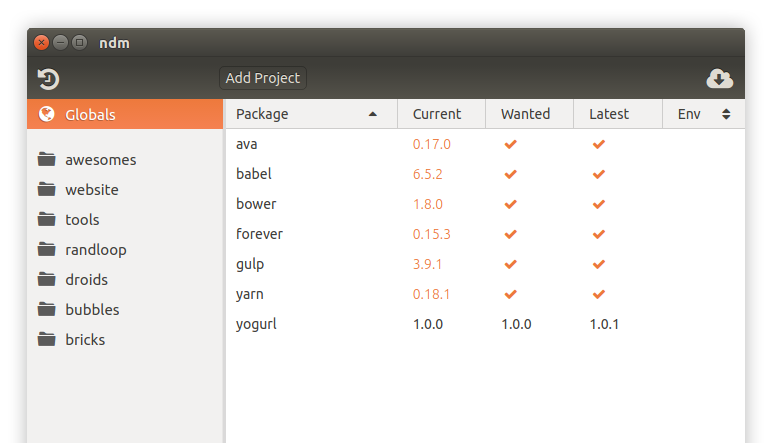 ndm
Add Project
Globals
awesomes
website
tools
randloop
droids
bubbles
bricks
Package Current Wanted Latest Env
ava 0.17.0
babel 6.5.2
bower 1.8.0
forever 0.15.3
gulp 3.9.1
yarn 0.18.1
yogurl 1.0.0 1.0.0 1.0.1